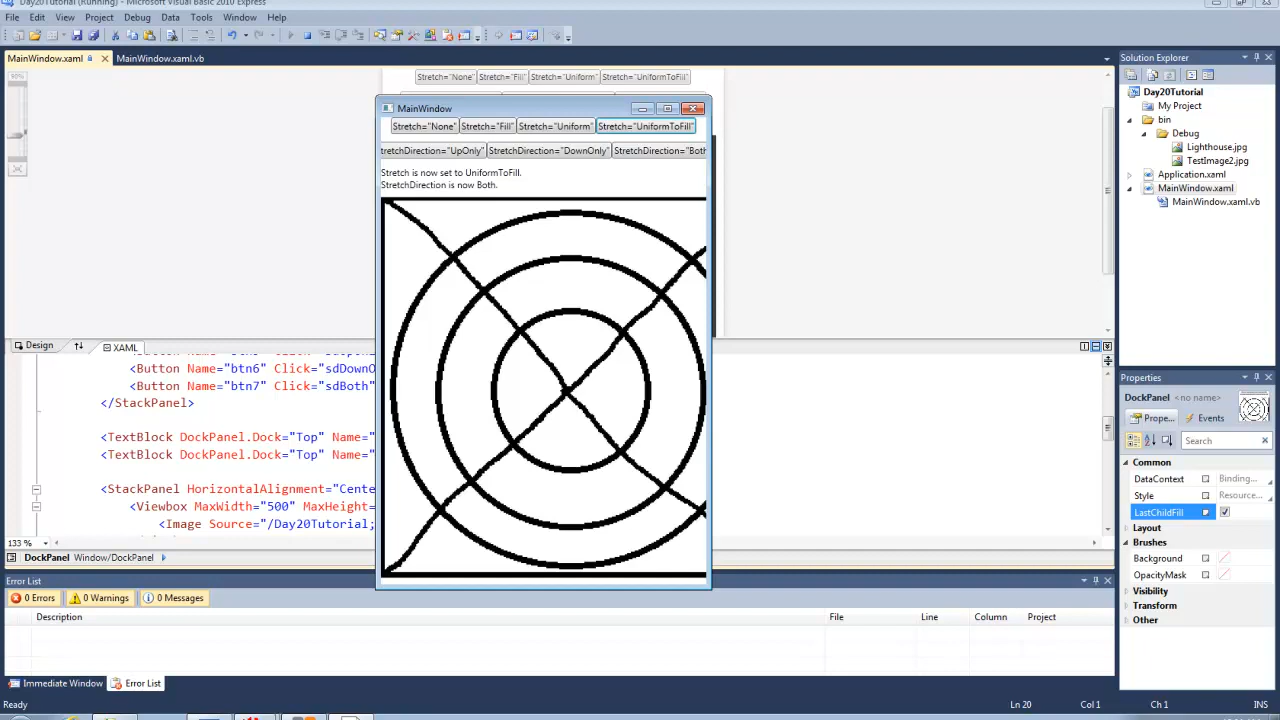 Day20Tutorial (Running) - Microsoft Visual Basic 2010 Express
File Edit View Project Debug Data Tools Window Help
MainWindow.xaml MainWindow.xaml.vb
Solution Explorer
Stretch="None" Stretch="Fill" Stretch="Uniform" Stretch="UniformToFill"
Day20Tutorial
My Project
bin
Debug
Lighthouse.jpg
TestImage2.jpg
Application.xaml
MainWindow.xaml
MainWindow.xaml.vb
MainWindow
Stretch="None" Stretch="Fill" Stretch="Uniform" Stretch="UniformToFill"
tretchDirection="UpOnly" StretchDirection="DownOnly" StretchDirection="Both
Stretch is now set to UniformToFill.
StretchDirection is now Both.
Design XAML
<Button Name="btn6" Click="sdDownO
<Button Name="btn7" Click="sdBoth"
</StackPanel>
<TextBlock DockPanel.Dock="Top" Name="
<TextBlock DockPanel.Dock="Top" Name="
<StackPanel HorizontalAlignment="Cente
<Viewbox MaxWidth="500" MaxHeight=
<Image Source="/Day20Tutorial;
133 %
DockPanel Window/DockPanel
Properties
DockPanel <no name>
Prope... Events
Search
Common
DataContext Binding...
Style Resource...
LastChildFill
Layout
Brushes
Background
OpacityMask
Visibility
Transform
Other
Error List
0 Errors 0 Warnings 0 Messages
Description File Line Column Project
Immediate Window Error List
Ready Ln 20 Col 1 Ch 1 INS